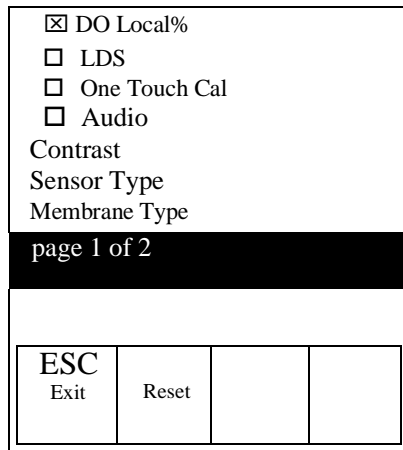 ☒ DO Local%
☐ LDS
☐ One Touch Cal
☐ Audio
Contrast
Sensor Type
Membrane Type
page 1 of 2
ESC
Exit Reset